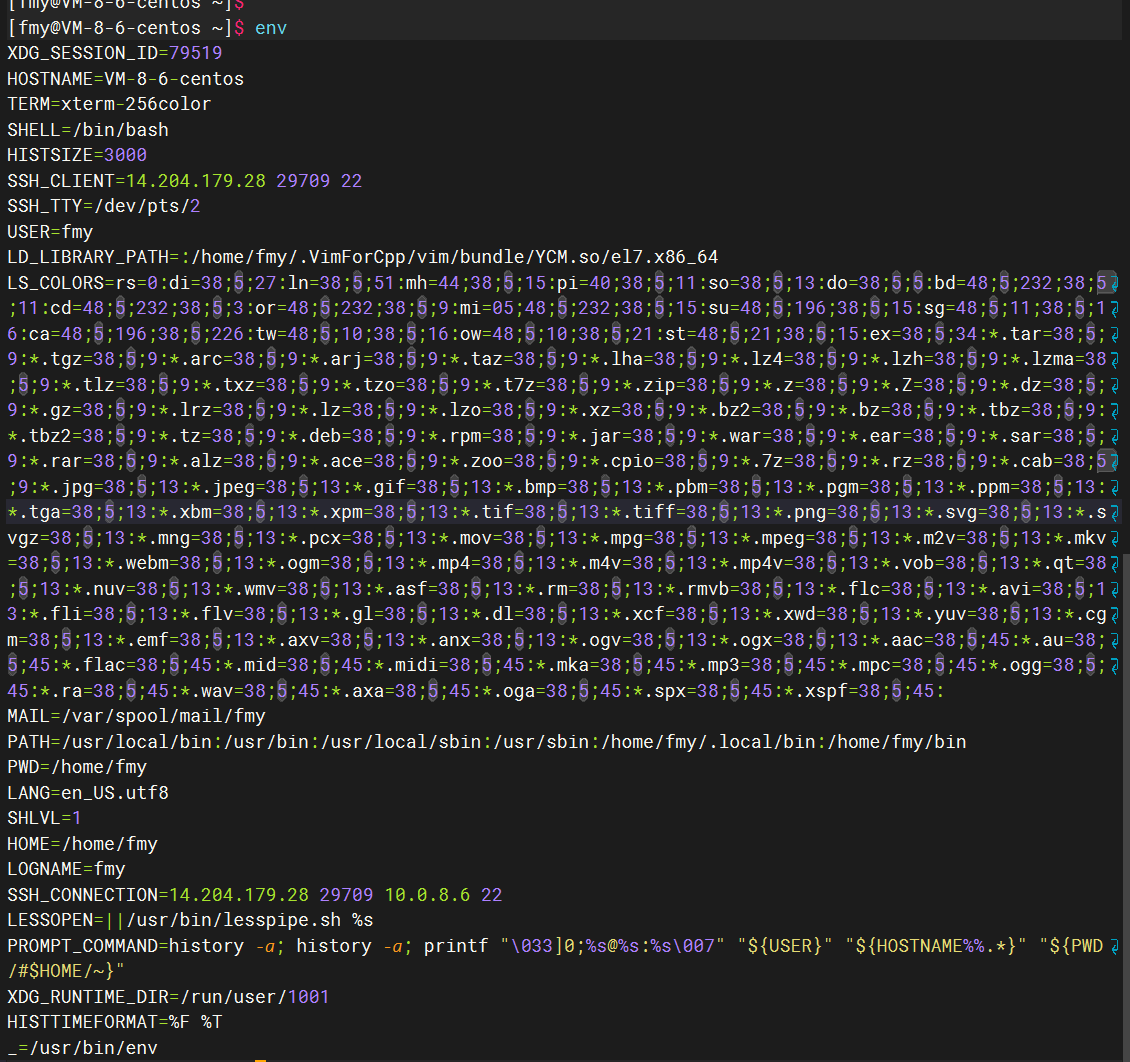 [fmy@VM-8-6-centos ~]$
[fmy@VM-8-6-centos ~]$ env
XDG_SESSION_ID=79519
HOSTNAME=VM-8-6-centos
TERM=xterm-256color
SHELL=/bin/bash
HISTSIZE=3000
SSH_CLIENT=14.204.179.28 29709 22
SSH_TTY=/dev/pts/2
USER=fmy
LD_LIBRARY_PATH=:/home/fmy/.VimForCpp/vim/bundle/YCM.so/el7.x86_64
LS_COLORS=rs=0:di=38;5;27:ln=38;5;51:mh=44;38;5;15:pi=40;38;5;11:so=38;5;13:do=38;5;5:bd=48;5;232;38;5
;11:cd=48;5;232;38;5;3:or=48;5;232;38;5;9:mi=05;48;5;232;38;5;15:su=48;5;196;38;5;15:sg=48;5;11;38;5;1
6:ca=48;5;196;38;5;226:tw=48;5;10;38;5;16:ow=48;5;10;38;5;21:st=48;5;21;38;5;15:ex=38;5;34:*.tar=38;5;
9:*.tgz=38;5;9:*.arc=38;5;9:*.arj=38;5;9:*.taz=38;5;9:*.lha=38;5;9:*.lz4=38;5;9:*.lzh=38;5;9:*.lzma=38
;5;9:*.tlz=38;5;9:*.txz=38;5;9:*.tzo=38;5;9:*.t7z=38;5;9:*.zip=38;5;9:*.z=38;5;9:*.Z=38;5;9:*.dz=38;5;
9:*.gz=38;5;9:*.lrz=38;5;9:*.lz=38;5;9:*.lzo=38;5;9:*.xz=38;5;9:*.bz2=38;5;9:*.bz=38;5;9:*.tbz=38;5;9:
*.tbz2=38;5;9:*.tz=38;5;9:*.deb=38;5;9:*.rpm=38;5;9:*.jar=38;5;9:*.war=38;5;9:*.ear=38;5;9:*.sar=38;5;
9:*.rar=38;5;9:*.alz=38;5;9:*.ace=38;5;9:*.zoo=38;5;9:*.cpio=38;5;9:*.7z=38;5;9:*.rz=38;5;9:*.cab=38;5
;9:*.jpg=38;5;13:*.jpeg=38;5;13:*.gif=38;5;13:*.bmp=38;5;13:*.pbm=38;5;13:*.pgm=38;5;13:*.ppm=38;5;13:
*.tga=38;5;13:*.xbm=38;5;13:*.xpm=38;5;13:*.tif=38;5;13:*.tiff=38;5;13:*.png=38;5;13:*.svg=38;5;13:*.s
vgz=38;5;13:*.mng=38;5;13:*.pcx=38;5;13:*.mov=38;5;13:*.mpg=38;5;13:*.mpeg=38;5;13:*.m2v=38;5;13:*.mkv
=38;5;13:*.webm=38;5;13:*.ogm=38;5;13:*.mp4=38;5;13:*.m4v=38;5;13:*.mp4v=38;5;13:*.vob=38;5;13:*.qt=38
;5;13:*.nuv=38;5;13:*.wmv=38;5;13:*.asf=38;5;13:*.rm=38;5;13:*.rmvb=38;5;13:*.flc=38;5;13:*.avi=38;5;1
3:*.fli=38;5;13:*.flv=38;5;13:*.gl=38;5;13:*.dl=38;5;13:*.xcf=38;5;13:*.xwd=38;5;13:*.yuv=38;5;13:*.cg
m=38;5;13:*.emf=38;5;13:*.axv=38;5;13:*.anx=38;5;13:*.ogv=38;5;13:*.ogx=38;5;13:*.aac=38;5;45:*.au=38;
5;45:*.flac=38;5;45:*.mid=38;5;45:*.midi=38;5;45:*.mka=38;5;45:*.mp3=38;5;45:*.mpc=38;5;45:*.ogg=38;5;
45:*.ra=38;5;45:*.wav=38;5;45:*.axa=38;5;45:*.oga=38;5;45:*.spx=38;5;45:*.xspf=38;5;45:
MAIL=/var/spool/mail/fmy
PATH=/usr/local/bin:/usr/bin:/usr/local/sbin:/usr/sbin:/home/fmy/.local/bin:/home/fmy/bin
PWD=/home/fmy
LANG=en_US.utf8
SHLVL=1
HOME=/home/fmy
LOGNAME=fmy
SSH_CONNECTION=14.204.179.28 29709 10.0.8.6 22
LESSOPEN=||/usr/bin/lesspipe.sh %s
PROMPT_COMMAND=history -a; history -a; printf "\033]0;%s@%s:%s\007" "${USER}" "${HOSTNAME%%.*}" "${PWD
/#$HOME/~}"
XDG_RUNTIME_DIR=/run/user/1001
HISTTIMEFORMAT=%F %T
_=/usr/bin/env